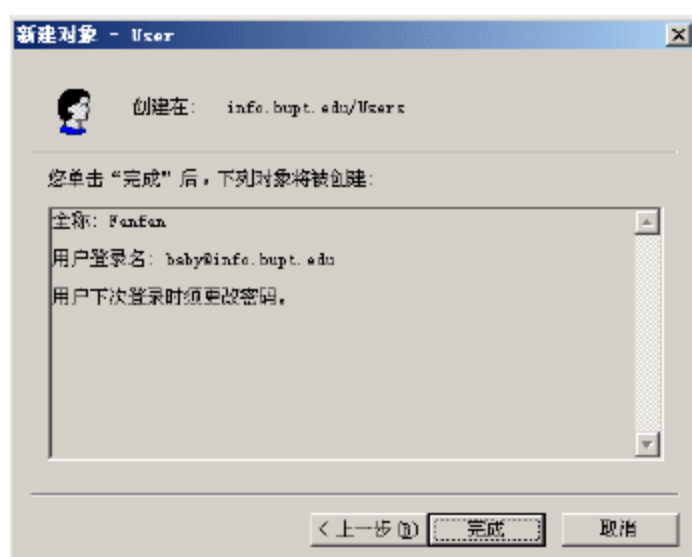 新建对象 - User
创建在: info.bupt.edu/Users
您单击“完成”后，下列对象将被创建:
全称: Fanfan
用户登录名: baby@info.bupt.edu
用户下次登录时须更改密码。
< 上一步(B) 完成 取消